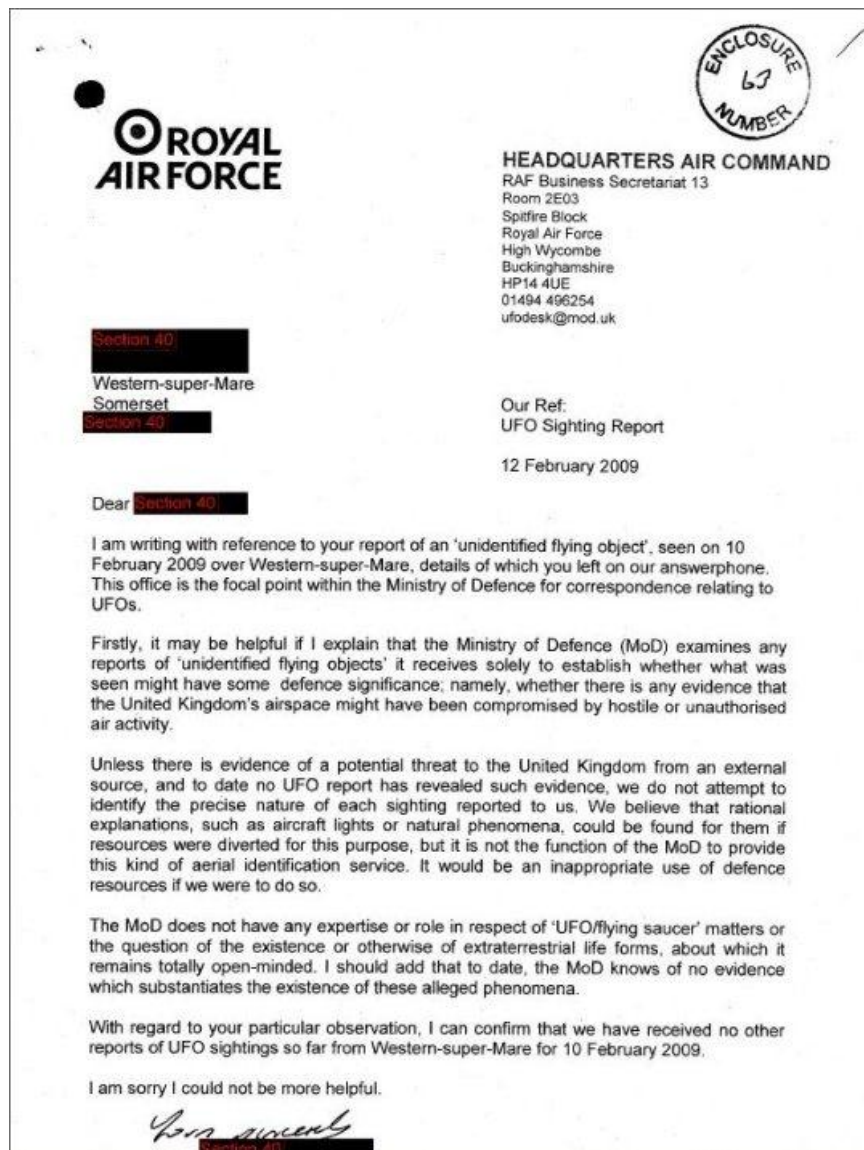 ENCLOSURE
63
NUMBER
ROYAL
AIR FORCE
HEADQUARTERS AIR COMMAND
RAF Business Secretariat 13
Room 2E03
Spitfire Block
Royal Air Force
High Wycombe
Buckinghamshire
HP14 4UE
01494 496254
ufodesk@mod.uk
Section 40
Western-super-Mare
Somerset
Section 40
Our Ref:
UFO Sighting Report
12 February 2009
Dear Section 40
I am writing with reference to your report of an ‘unidentified flying object’, seen on 10
February 2009 over Western-super-Mare, details of which you left on our answerphone.
This office is the focal point within the Ministry of Defence for correspondence relating to
UFOs.
Firstly, it may be helpful if I explain that the Ministry of Defence (MoD) examines any
reports of ‘unidentified flying objects’ it receives solely to establish whether what was
seen might have some defence significance; namely, whether there is any evidence that
the United Kingdom’s airspace might have been compromised by hostile or unauthorised
air activity.
Unless there is evidence of a potential threat to the United Kingdom from an external
source, and to date no UFO report has revealed such evidence, we do not attempt to
identify the precise nature of each sighting reported to us. We believe that rational
explanations, such as aircraft lights or natural phenomena, could be found for them if
resources were diverted for this purpose, but it is not the function of the MoD to provide
this kind of aerial identification service. It would be an inappropriate use of defence
resources if we were to do so.
The MoD does not have any expertise or role in respect of ‘UFO/flying saucer’ matters or
the question of the existence or otherwise of extraterrestrial life forms, about which it
remains totally open-minded. I should add that to date, the MoD knows of no evidence
which substantiates the existence of these alleged phenomena.
With regard to your particular observation, I can confirm that we have received no other
reports of UFO sightings so far from Western-super-Mare for 10 February 2009.
I am sorry I could not be more helpful.
Yours sincerely
Section 40